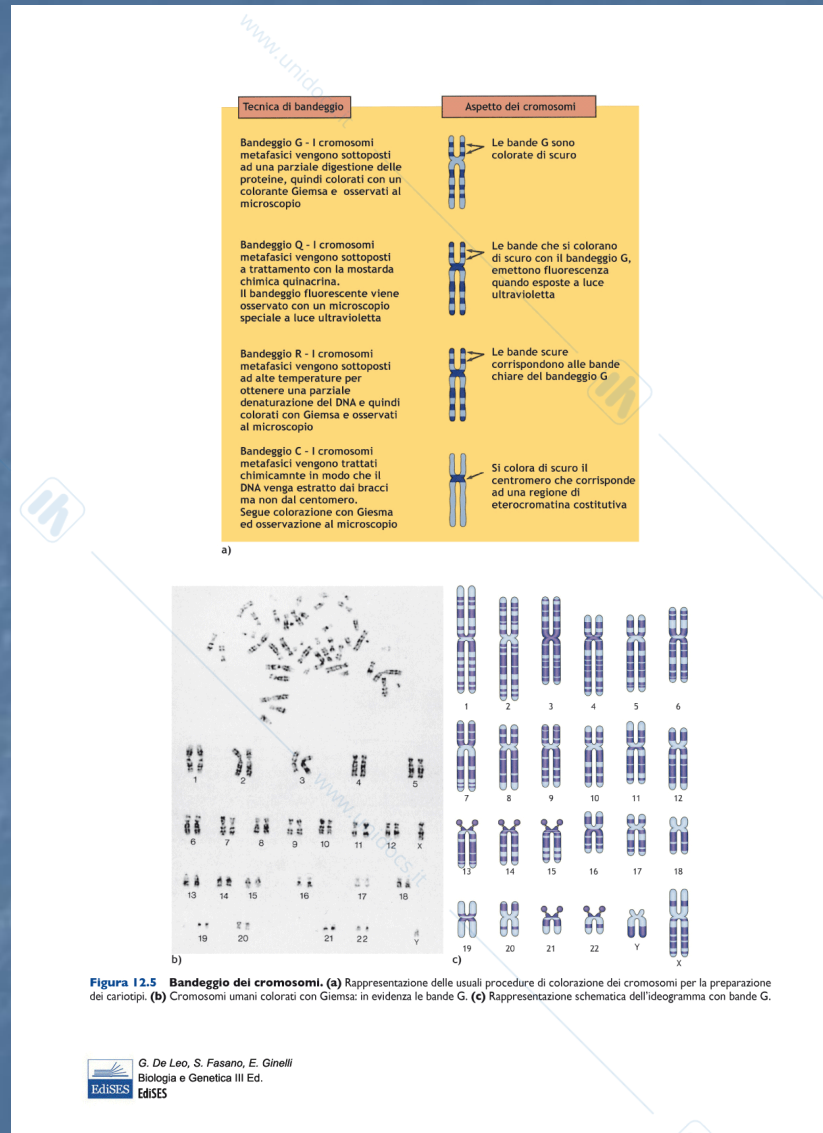 www.unidocs.it
Tecnica di bandeggio
Aspetto dei cromosomi
Bandeggio G - I cromosomi
metafasici vengono sottoposti
ad una parziale digestione delle
proteine, quindi colorati con un
colorante Giemsa e osservati al
microscopio
Le bande G sono
colorate di scuro
Bandeggio Q - I cromosomi
metafasici vengono sottoposti
a trattamento con la mostarda
chimica quinacrina.
Il bandeggio fluorescente viene
osservato con un microscopio
speciale a luce ultravioletta
Le bande che si colorano
di scuro con il bandeggio G,
emettono fluorescenza
quando esposte a luce
ultravioletta
Bandeggio R - I cromosomi
metafasici vengono sottoposti
ad alte temperature per
ottenere una parziale
denaturazione del DNA e quindi
colorati con Giemsa e osservati
al microscopio
Le bande scure
corrispondono alle bande
chiare del bandeggio G
Bandeggio C - I cromosomi
metafasici vengono trattati
chimicamnte in modo che il
DNA venga estratto dai bracci
ma non dal centomero.
Segue colorazione con Giesma
ed osservazione al microscopio
Si colora di scuro il
centromero che corrisponde
ad una regione di
eterocromatina costitutiva
a)
1 2 3 4 5
6 7 8 9 10 11 12 X
13 14 15 16 17 18
19 20 21 22 Y
b)
www.unidocs.it
1 2 3 4 5 6
7 8 9 10 11 12
13 14 15 16 17 18
19 20 21 22 Y X
c)
Figura 12.5 Bandeggio dei cromosomi. (a) Rappresentazione delle usuali procedure di colorazione dei cromosomi per la preparazione
dei cariotipi. (b) Cromosomi umani colorati con Giemsa: in evidenza le bande G. (c) Rappresentazione schematica dell'ideogramma con bande G.
G. De Leo, S. Fasano, E. Ginelli
Biologia e Genetica III Ed.
EdiSES
EdiSES